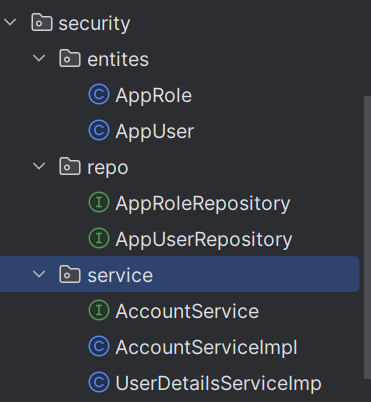 security
entites
C AppRole
C AppUser
repo
I AppRoleRepository
I AppUserRepository
service
I AccountService
C AccountServiceImpl
C UserDetailsServiceImp